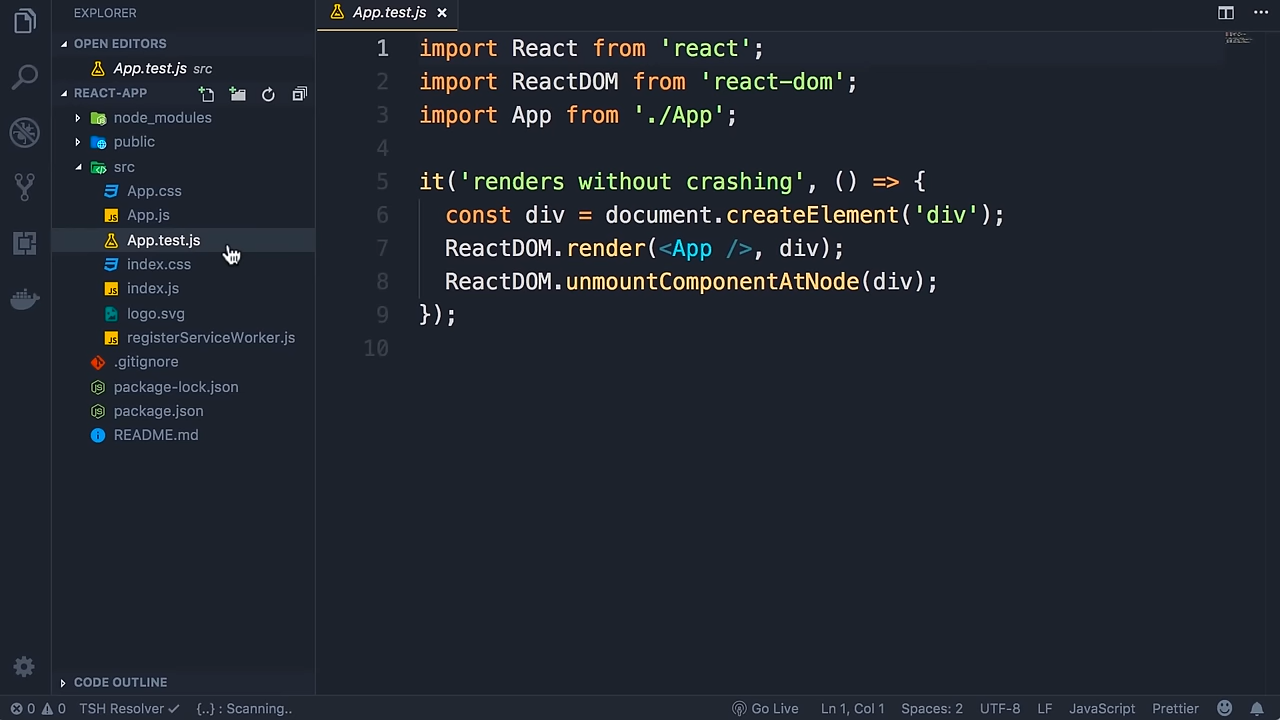 EXPLORER
OPEN EDITORS
App.test.js src
REACT-APP
node_modules
public
src
App.css
App.js
App.test.js
index.css
index.js
logo.svg
registerServiceWorker.js
.gitignore
package-lock.json
package.json
README.md
CODE OUTLINE
App.test.js ×
1 import React from 'react';
2 import ReactDOM from 'react-dom';
3 import App from './App';
4
5 it('renders without crashing', () => {
6 const div = document.createElement('div');
7 ReactDOM.render(<App />, div);
8 ReactDOM.unmountComponentAtNode(div);
9 });
10
0 0 TSH Resolver ✓ {..} : Scanning.. Go Live Ln 1, Col 1 Spaces: 2 UTF-8 LF JavaScript Prettier